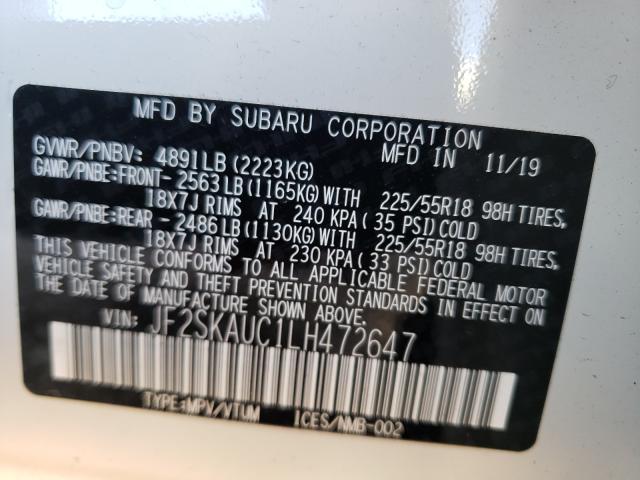 MFD BY SUBARU CORPORATION
GVWR/PNBV: 4891LB (2223KG) MFD IN 11/19
GAWR/PNBE:FRONT- 2563LB(1165KG)WITH 225/55R18 98H TIRES,
18X7J RIMS AT 240 KPA( 35 PSI)COLD
GAWR/PNBE:REAR - 2486LB(1130KG)WITH 225/55R18 98H TIRES,
18X7J RIMS AT 230 KPA( 33 PSI)COLD
THIS VEHICLE CONFORMS TO ALL APPLICABLE FEDERAL MOTOR
VEHICLE SAFETY AND THEFT PREVENTION STANDARDS IN EFFECT ON
THE DATE OF MANUFACTURE SHOWN ABOVE.
VIN: JF2SKAUC1LH472647
TYPE:MPV/VTUM ICES/NMB-002